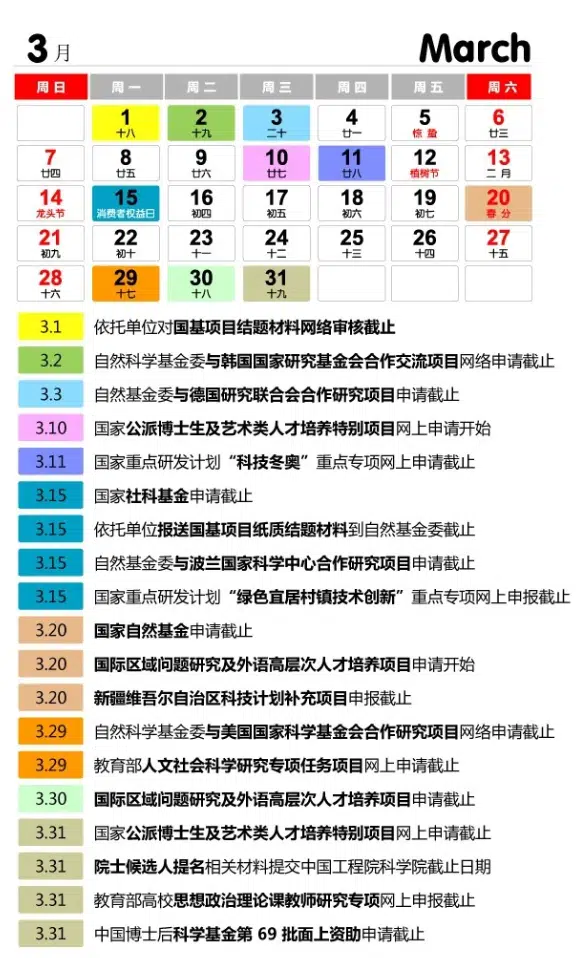 3月 March
周日 周一 周二 周三 周四 周五 周六
1 2 3 4 5 6
十八 十九 二十 廿一 惊蛰 廿三
7 8 9 10 11 12 13
廿四 廿五 廿六 廿七 廿八 植树节 二月
14 15 16 17 18 19 20
龙头节 消费者权益日 初四 初五 初六 初七 春分
21 22 23 24 25 26 27
初九 初十 十一 十二 十三 十四 十五
28 29 30 31
十六 十七 十八 十九
3.1 依托单位对国基项目结题材料网络审核截止
3.2 自然科学基金委与韩国国家研究基金会合作交流项目网络申请截止
3.3 自然基金委与德国研究联合会合作研究项目申请截止
3.10 国家公派博士生及艺术类人才培养特别项目网上申请开始
3.11 国家重点研发计划“科技冬奥”重点专项网上申请截止
3.15 国家社科基金申请截止
3.15 依托单位报送国基项目纸质结题材料到自然基金委截止
3.15 自然基金委与波兰国家科学中心合作研究项目申请截止
3.15 国家重点研发计划“绿色宜居村镇技术创新”重点专项网上申报截止
3.20 国家自然基金申请截止
3.20 国际区域问题研究及外语高层次人才培养项目申请开始
3.20 新疆维吾尔自治区科技计划补充项目申报截止
3.29 自然科学基金委与美国国家科学基金会合作研究项目网络申请截止
3.29 教育部人文社会科学研究专项任务项目网上申请截止
3.30 国际区域问题研究及外语高层次人才培养项目申请截止
3.31 国家公派博士生及艺术类人才培养特别项目网上申请截止
3.31 院士候选人提名相关材料提交中国工程院科学院截止日期
3.31 教育部高校思想政治理论课教师研究专项网上申报截止
3.31 中国博士后科学基金第 69 批面上资助申请截止